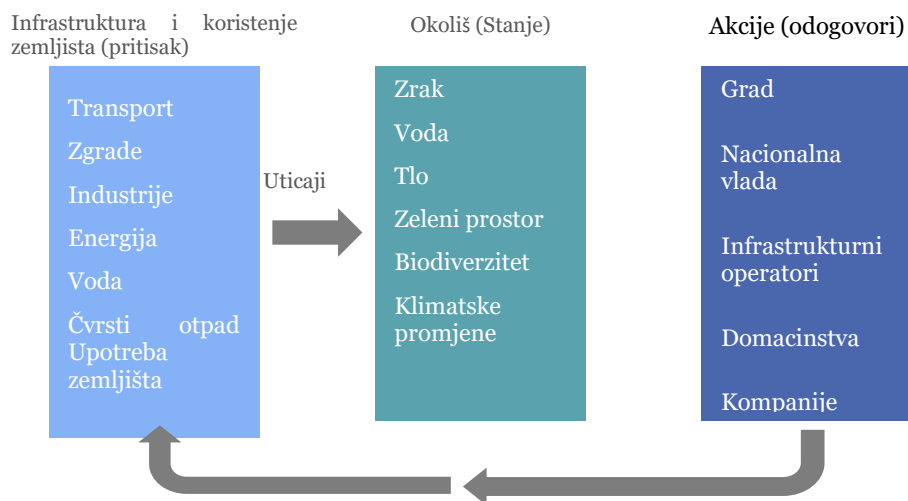 Infrastruktura i koristenje
zemljista (pritisak)
Transport
Zgrade
Industrije
Energija
Voda
Čvrsti otpad
Upotreba
zemljišta
Uticaji
Okoliš (Stanje)
Zrak
Voda
Tlo
Zeleni prostor
Biodiverzitet
Klimatske
promjene
Akcije (odogovori)
Grad
Nacionalna
vlada
Infrastrukturni
operatori
Domacinstva
Kompanije